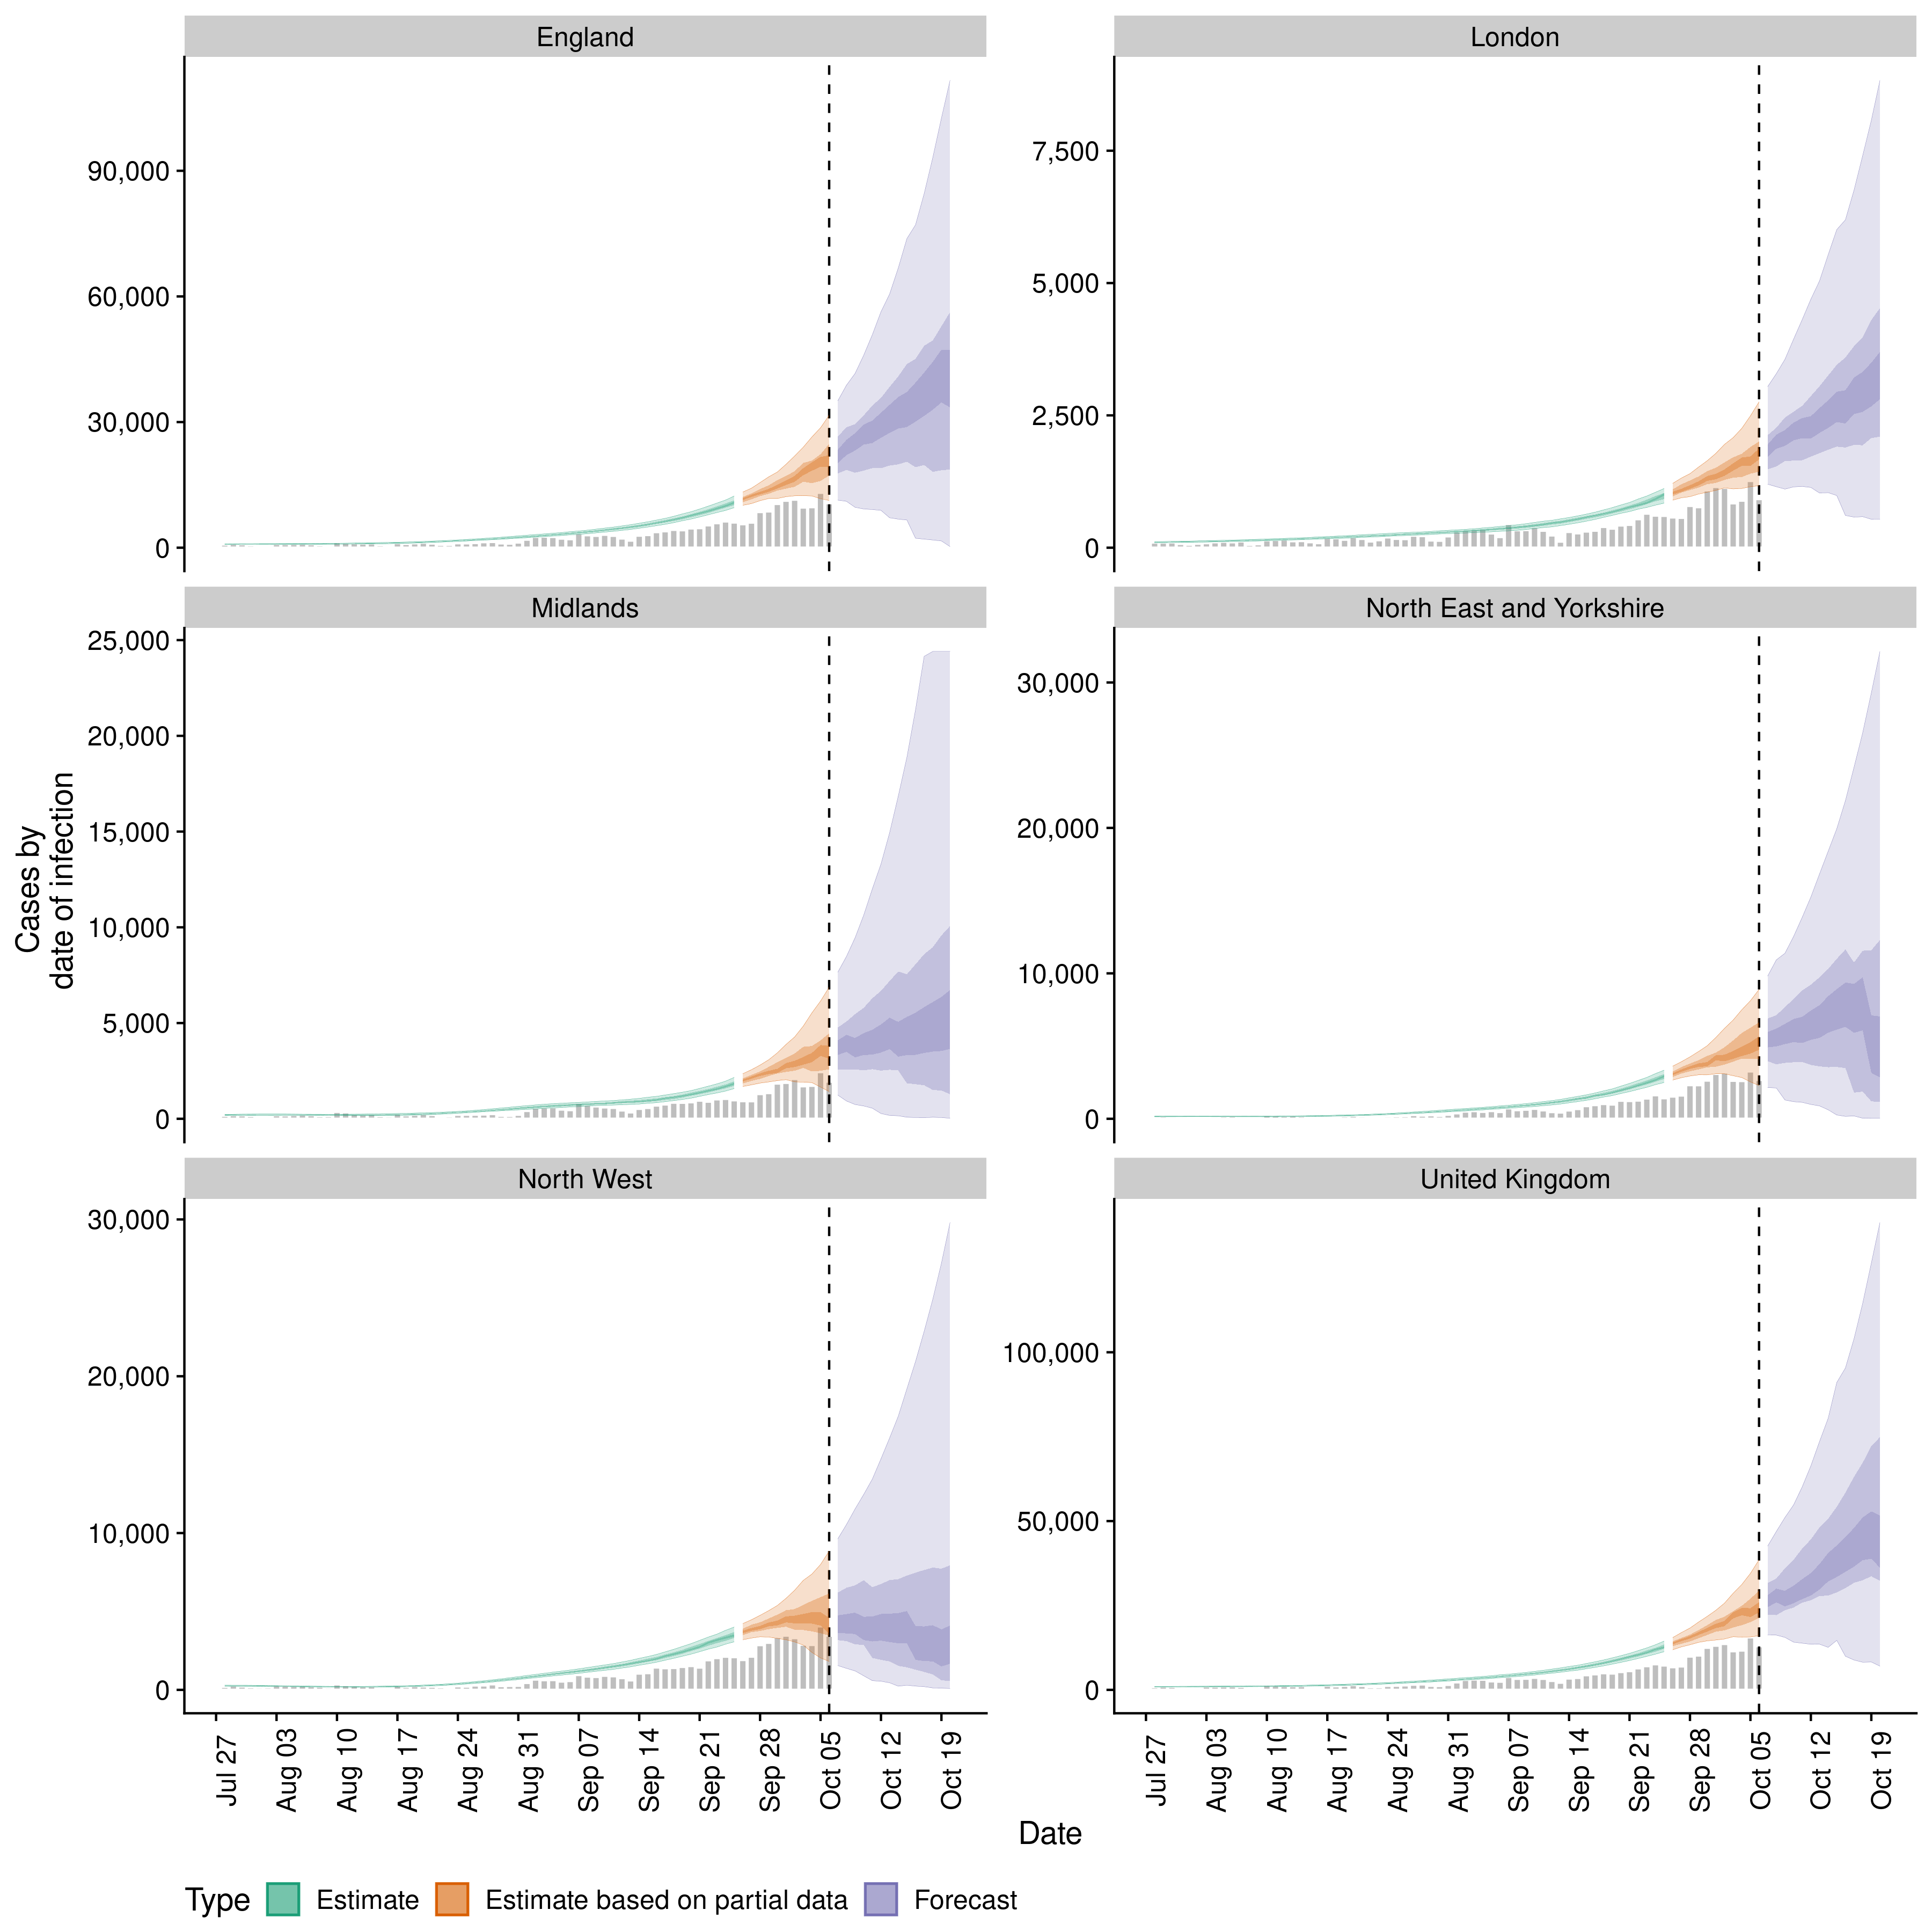 England
London
90,000
60,000
30,000
0
7,500
5,000
2,500
0
Midlands
North East and Yorkshire
25,000
20,000
15,000
10,000
5,000
0
30,000
20,000
10,000
0
North West
United Kingdom
30,000
20,000
10,000
0
100,000
50,000
0
Cases by
date of infection
Jul 27
Aug 03
Aug 10
Aug 17
Aug 24
Aug 31
Sep 07
Sep 14
Sep 21
Sep 28
Oct 05
Oct 12
Oct 19
Jul 27
Aug 03
Aug 10
Aug 17
Aug 24
Aug 31
Sep 07
Sep 14
Sep 21
Sep 28
Oct 05
Oct 12
Oct 19
Date
Type Estimate Estimate based on partial data Forecast